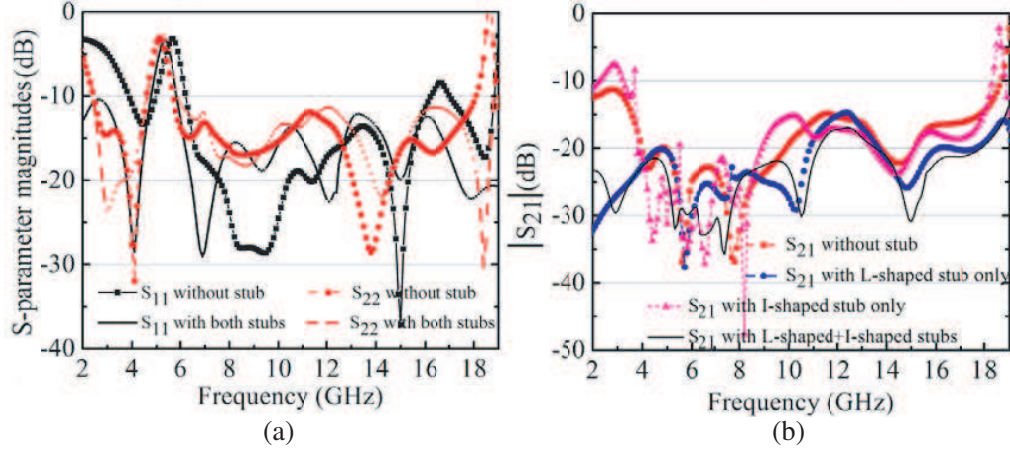 0
-10
-20
-30
-40
2 4 6 8 10 12 14 16 18
S-parameter magnitudes (dB)
S11 without stub
S22 without stub
S11 with both stubs
S22 with both stubs
Frequency (GHz)
(a)
0
-10
-20
-30
-40
-50
2 4 6 8 10 12 14 16 18
|S21|(dB)
S21 without stub
S21 with L-shaped stub only
S21 with I-shaped stub only
S21 with L-shaped+I-shaped stubs
Frequency (GHz)
(b)